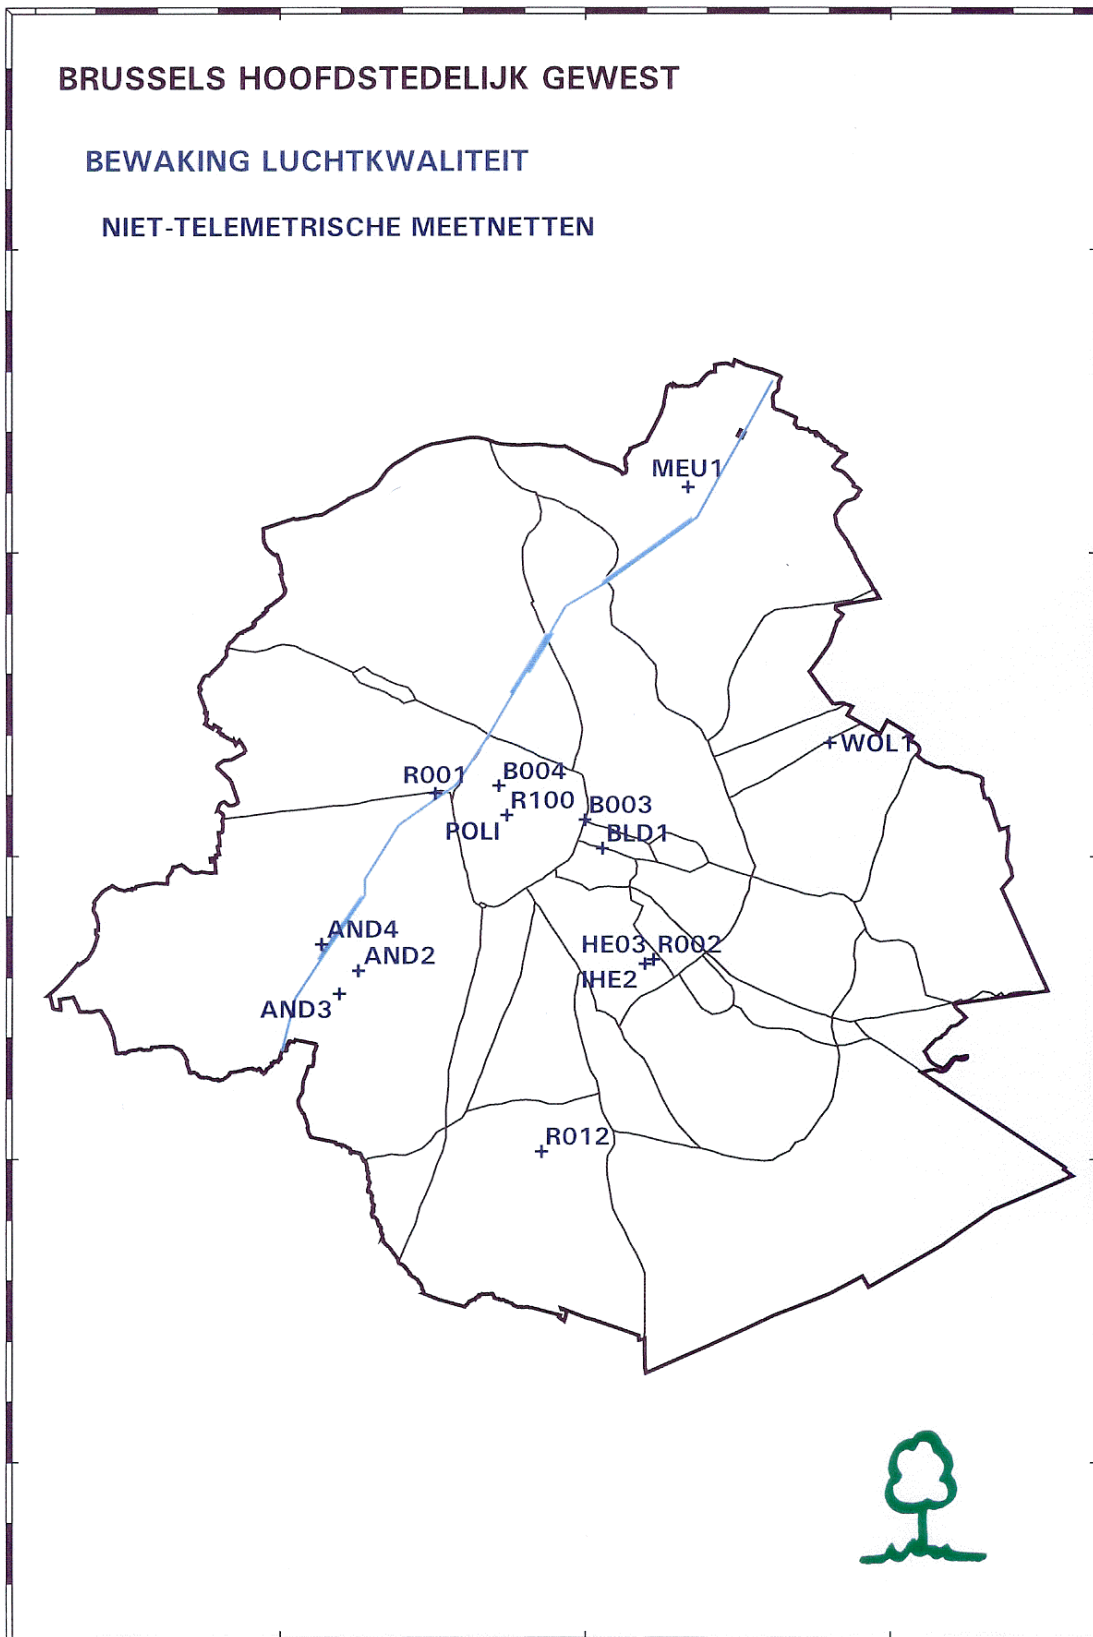 BRUSSELS HOOFDSTEDELIJK GEWEST
BEWAKING LUCHTKWALITEIT
NIET-TELEMETRISCHE MEETNETTEN
MEU1
WOL1
R001
B004
R100
B003
POLI
BLD1
AND4
AND2
HE03
R002
IHE2
AND3
R012